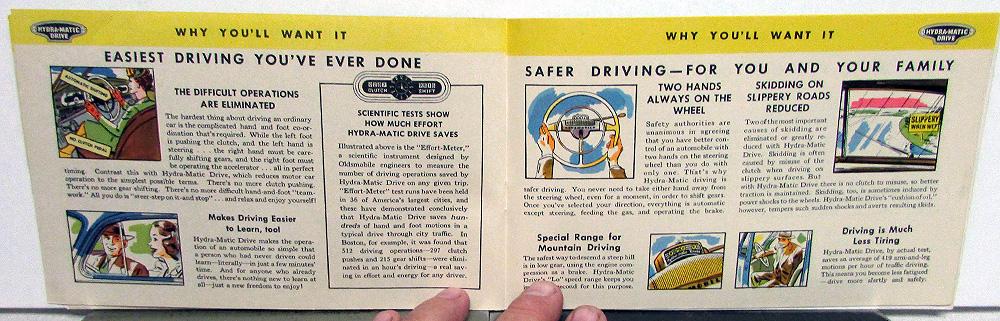 HYDRA-MATIC
DRIVE
WHY YOU'LL WANT IT
EASIEST DRIVING YOU'VE EVER DONE
AUTOMATIC SHIFTING
NO CLUTCH PEDAL
THE DIFFICULT OPERATIONS
ARE ELIMINATED
The hardest thing about driving an ordinary
car is the complicated hand and foot co-or-
dination that's required. While the left foot
is pushing the clutch, and the left hand is
steering . . . the right hand must be care-
fully shifting gears, and the right foot must
be operating the accelerator . . . all in perfect
timing. Contrast this with Hydra-Matic Drive, which reduces motor car
operation to the simplest possible terms. There's no more clutch pushing.
There's no more gear shifting. There's no more difficult hand-and-foot "team-
work." All you do is "steer-step on it-and stop" . . . and relax and enjoy yourself!
Makes Driving Easier
to Learn, too!
Hydra-Matic Drive makes the opera-
tion of an automobile so simple that
a person who had never driven could
learn—literally—in just a few minutes'
time. And for anyone who already
drives, there's nothing new to learn at
all—just a new freedom to enjoy!
CLUTCH
SHIFT
SCIENTIFIC TESTS SHOW
HOW MUCH EFFORT
HYDRA-MATIC DRIVE SAVES
Illustrated above is the "Effort-Meter,"
a scientific instrument designed by
Oldsmobile engineers to measure the
number of driving operations saved by
Hydra-Matic Drive on any given trip.
"Effort-Meter" test runs have been held
in 36 of America's largest cities, and
these have demonstrated conclusively
that Hydra-Matic Drive saves hun-
dreds of hand and foot motions in a
typical drive through city traffic. In
Boston, for example, it was found that
512 driving operations—297 clutch
pushes and 215 gear shifts—were elimi-
nated in an hour's driving—a real sav-
ing in effort and energy for any driver.
WHY YOU'LL WANT IT
HYDRA-MATIC
DRIVE
SAFER DRIVING—FOR YOU AND YOUR FAMILY
TWO HANDS
ALWAYS ON THE
WHEEL
Safety authorities are
unanimous in agreeing
that you have better con-
trol of an automobile with
two hands on the steering
wheel than you do with
only one. That's why
Hydra-Matic driving is
safer driving. You never need to take either hand away from
the steering wheel, even for a moment, in order to shift gears.
Once you've selected your direction, everything is automatic
except steering, feeding the gas, and operating the brake.
Special Range for
Mountain Driving
The safest way to descend a steep hill
is in low gear, using the engine com-
pression as a brake. Hydra-Matic
Drive's "Lo" speed range keeps you
second for this purpose.
SKIDDING ON
SLIPPERY ROADS
REDUCED
Two of the most important
causes of skidding are
eliminated or greatly re-
duced with Hydra-Matic
Drive. Skidding is often
caused by misuse of the
clutch when driving on
slippery surfaces. But
with Hydra-Matic Drive there is no clutch to misuse, so better
traction is maintained. Skidding, too, is sometimes induced by
power shocks to the wheels. Hydra-Matic Drive's "cushion of oil,"
however, tempers such sudden shocks and averts resulting skids.
SLIPPERY
WHEN WET
Driving is Much
Less Tiring
Hydra-Matic Drive, by actual test,
saves an average of 419 arm-and-leg
motions per hour of traffic driving.
This means you become less fatigued
—drive more alertly and safely.